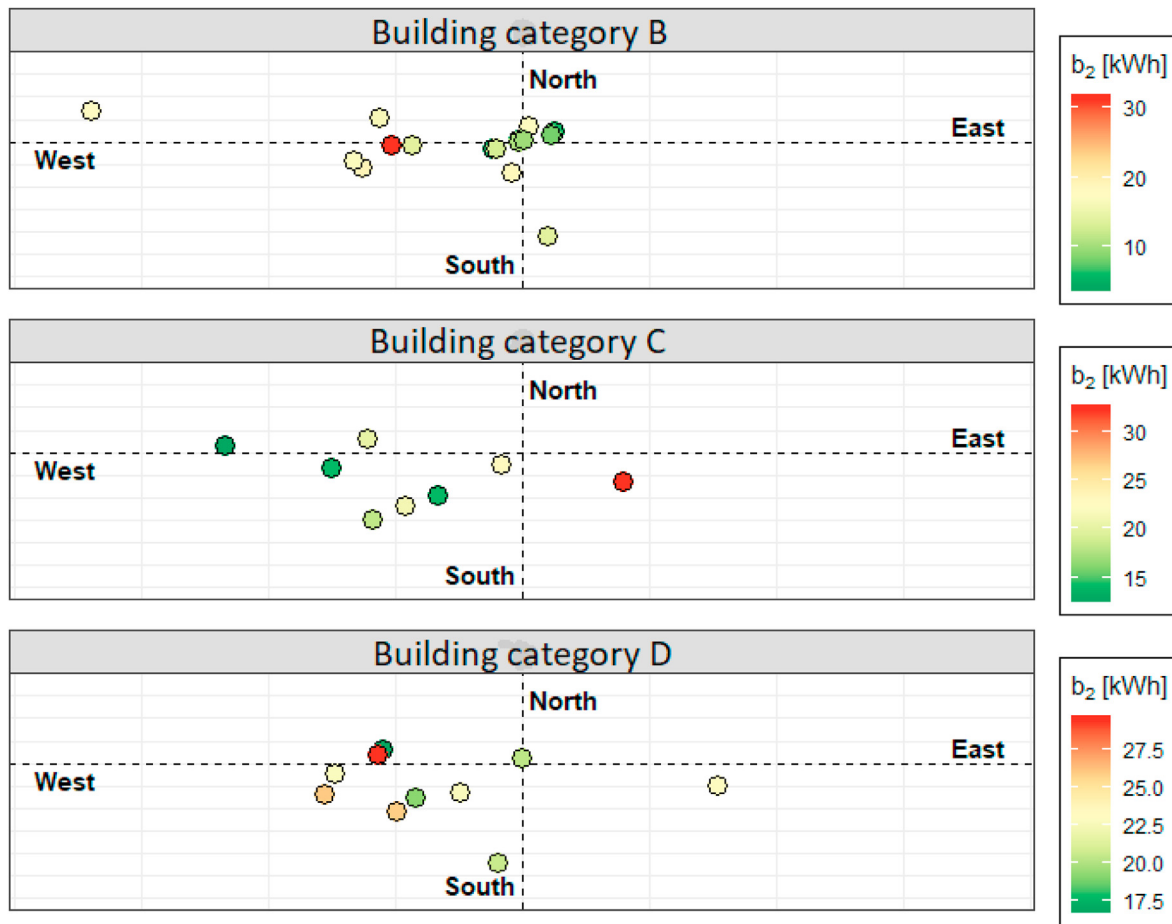 Building category B
North
East
West
South
b₂ [kWh]
30
20
10
Building category C
North
East
West
South
b₂ [kWh]
30
25
20
15
Building category D
North
East
West
South
b₂ [kWh]
27.5
25.0
22.5
20.0
17.5